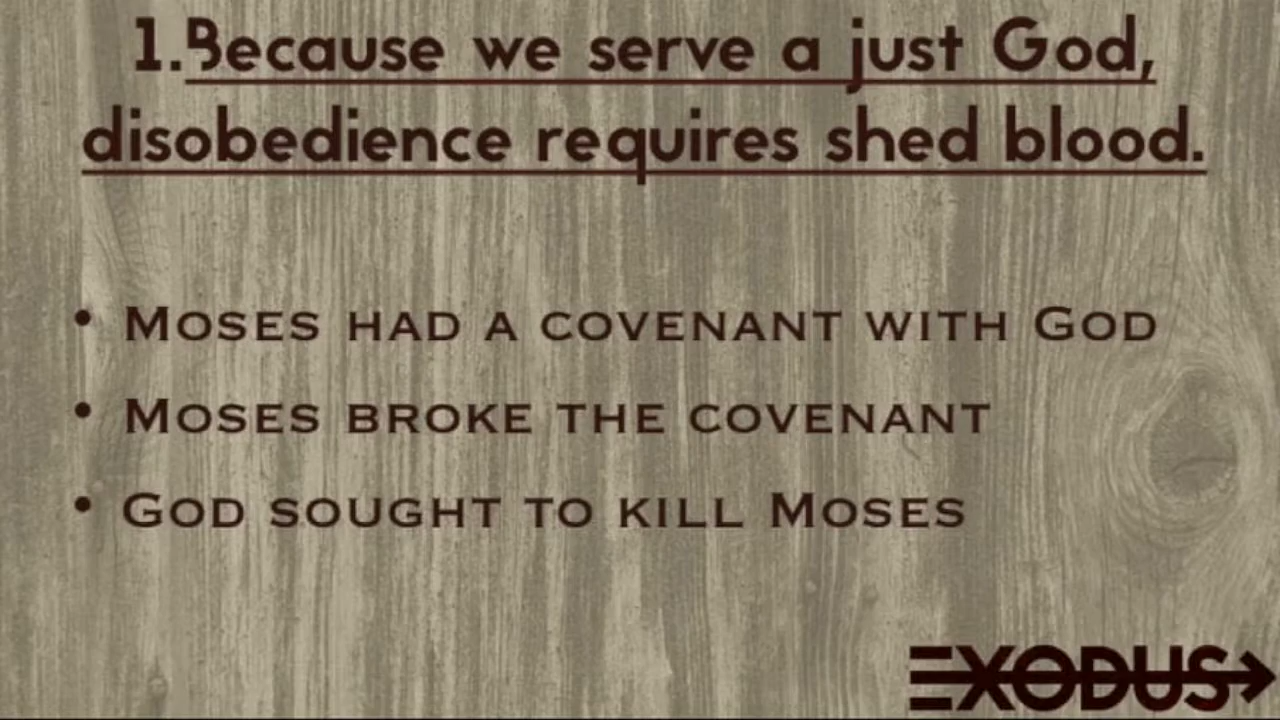 1.Because we serve a just God,
disobedience requires shed blood.
• Moses had a covenant with God
• Moses broke the covenant
• God sought to kill Moses
EXODUS